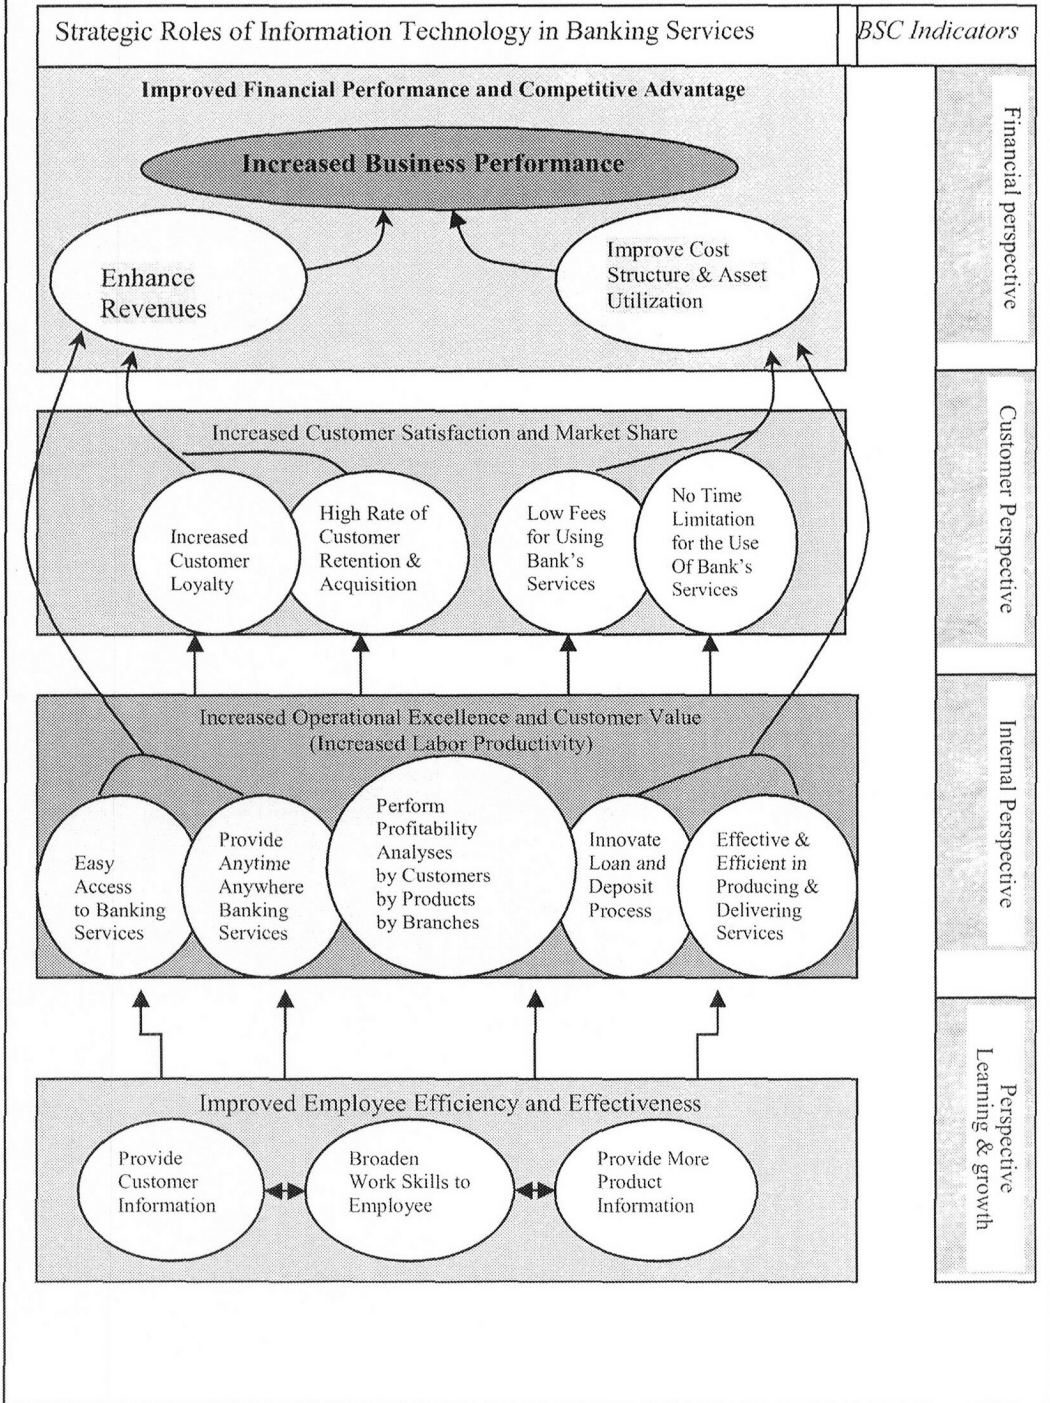 Strategic Roles of Information Technology in Banking Services
BSC Indicators
Improved Financial Performance and Competitive Advantage
Increased Business Performance
Enhance
Revenues
Improve Cost
Structure & Asset
Utilization
Financial perspective
Increased Customer Satisfaction and Market Share
Increased
Customer
Loyalty
High Rate of
Customer
Retention &
Acquisition
Low Fees
for Using
Bank's
Services
No Time
Limitation
for the Use
Of Bank's
Services
Customer Perspective
Increased Operational Excellence and Customer Value
(Increased Labor Productivity)
Easy
Access
to Banking
Services
Provide
Anytime
Anywhere
Banking
Services
Perform
Profitability
Analyses
by Customers
by Products
by Branches
Innovate
Loan and
Deposit
Process
Effective &
Efficient in
Producing &
Delivering
Services
Internal Perspective
Improved Employee Efficiency and Effectiveness
Provide
Customer
Information
Broaden
Work Skills to
Employee
Provide More
Product
Information
Perspective
Learning & growth